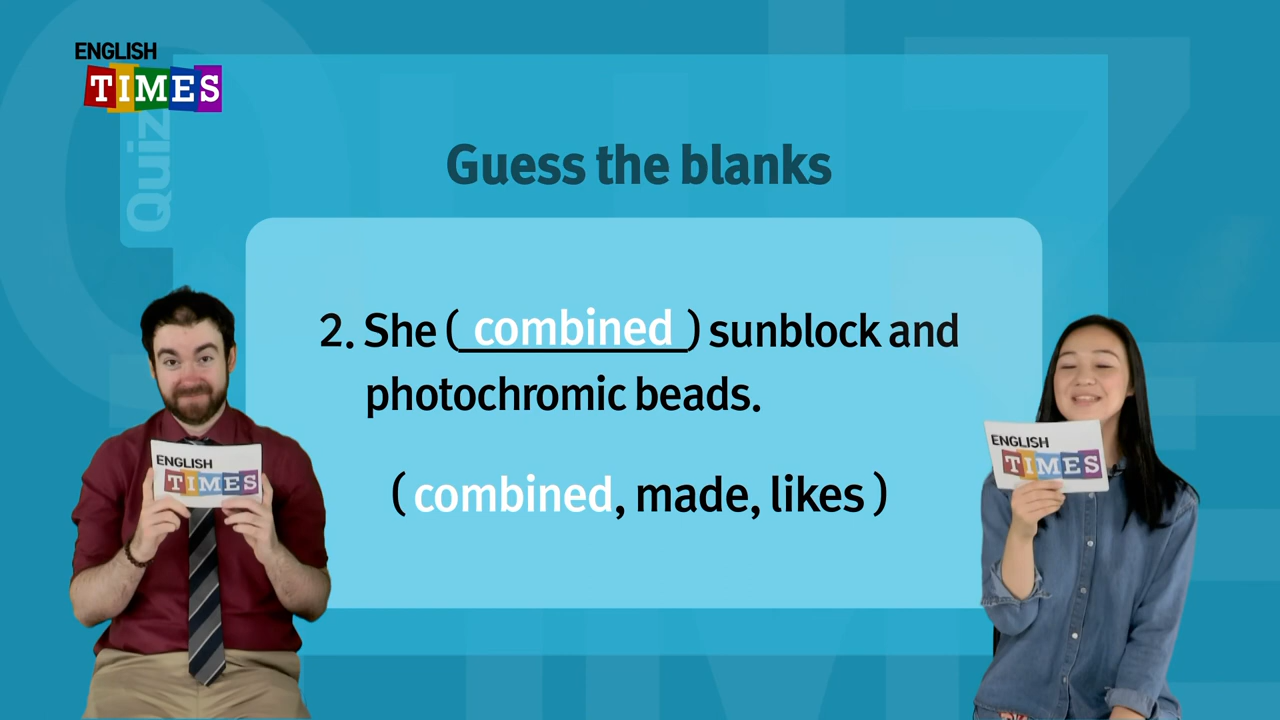 ENGLISH
TIMES
Quiz
Guess the blanks
2. She ( combined ) sunblock and
photochromic beads.
( combined, made, likes )
ENGLISH
TIMES
ENGLISH
TIMES